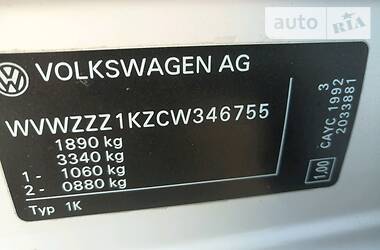 auto RIA
VOLKSWAGEN AG
WVWZZZ1KZCW346755
1890 kg
3340 kg
1 - 1060 kg
2 - 0880 kg
Typ 1K
3
CAYC 1992
2033881
1,00